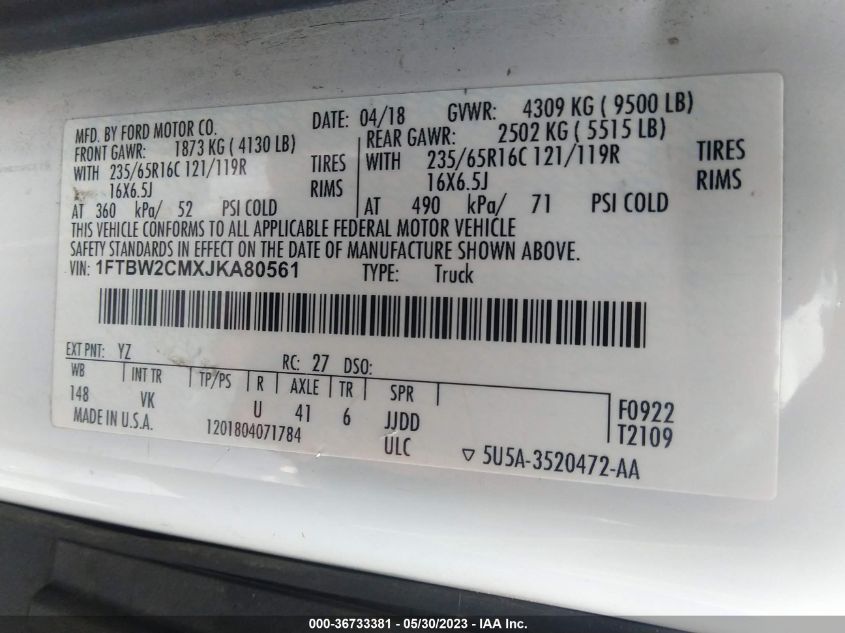 MFD. BY FORD MOTOR CO. DATE: 04/18 GVWR: 4309 KG ( 9500 LB)
FRONT GAWR: 1873 KG ( 4130 LB) REAR GAWR: 2502 KG ( 5515 LB)
WITH 235/65R16C 121/119R TIRES WITH 235/65R16C 121/119R TIRES
16X6.5J RIMS 16X6.5J RIMS
AT 360 kPa/ 52 PSI COLD AT 490 kPa/ 71 PSI COLD
THIS VEHICLE CONFORMS TO ALL APPLICABLE FEDERAL MOTOR VEHICLE
SAFETY STANDARDS IN EFFECT ON THE DATE OF MANUFACTURE SHOWN ABOVE.
VIN: 1FTBW2CMXJKA80561 TYPE: Truck
EXT PNT: YZ RC: 27 DSO:
WB INT TR TP/PS R AXLE TR SPR
148 VK U 41 6 JJDD F0922
MADE IN U.S.A. 1201804071784 ULC T2109
▽ 5U5A-3520472-AA
000-36733381 - 05/30/2023 - IAA Inc.